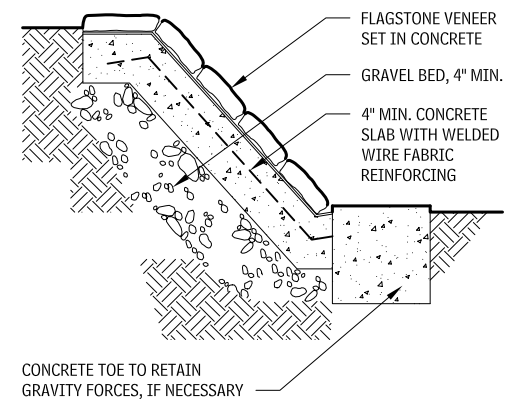 FLAGSTONE VENEER
SET IN CONCRETE
GRAVEL BED, 4" MIN.
4" MIN. CONCRETE
SLAB WITH WELDED
WIRE FABRIC
REINFORCING
CONCRETE TOE TO RETAIN
GRAVITY FORCES, IF NECESSARY